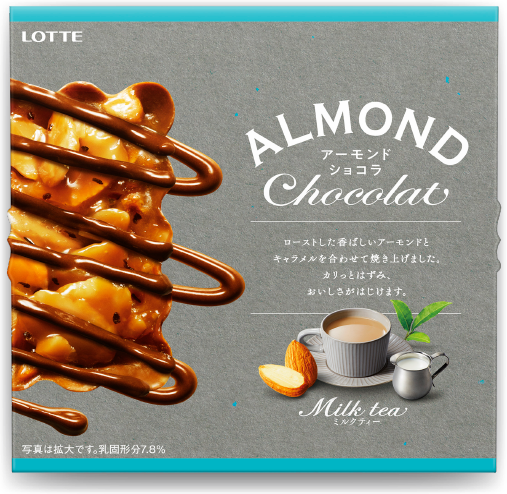 LOTTE
ALMOND
アーモンド
ショコラ
Chocolat
ローストした香ばしいアーモンドと
キャラメルを合わせて焼き上げました。
カリっとはずみ、
おいしさがはじけます。
Milk tea
ミルクティー
写真は拡大です。乳固形分7.8%